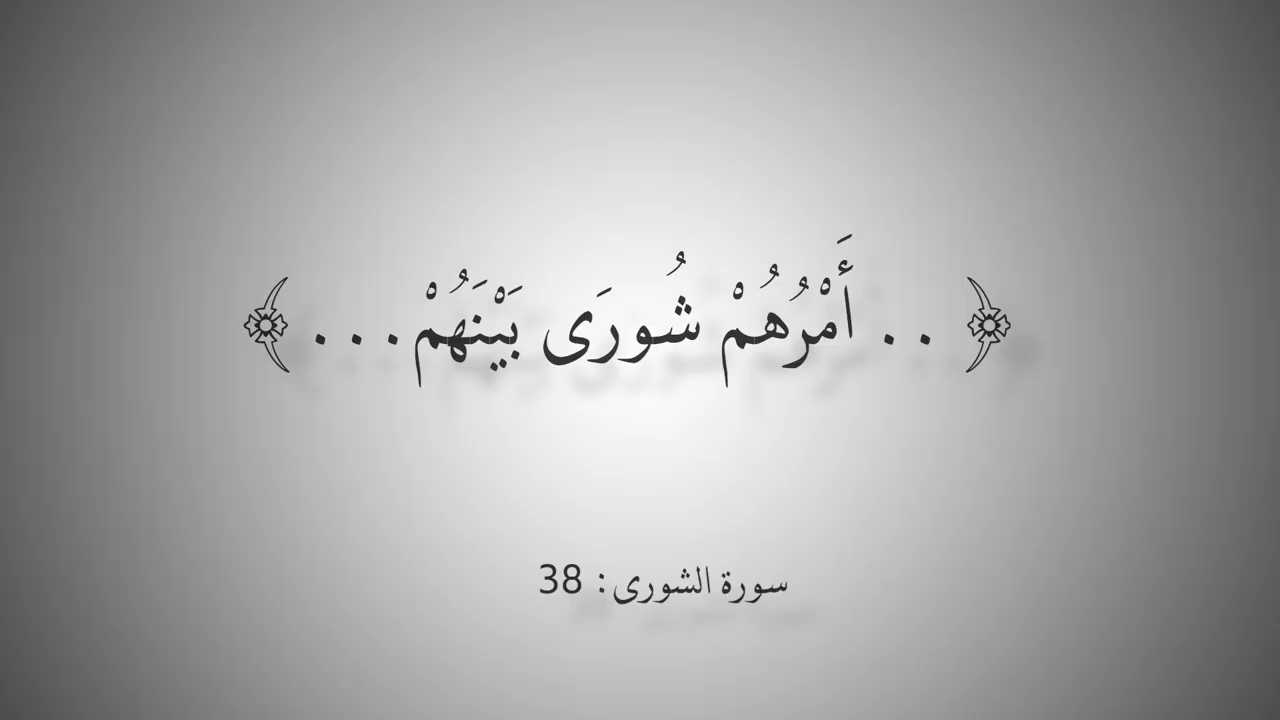 ﴿ .. أَمْرُهُمْ شُورَى بَيْنَهُمْ... ﴾
سورة الشورى: 38